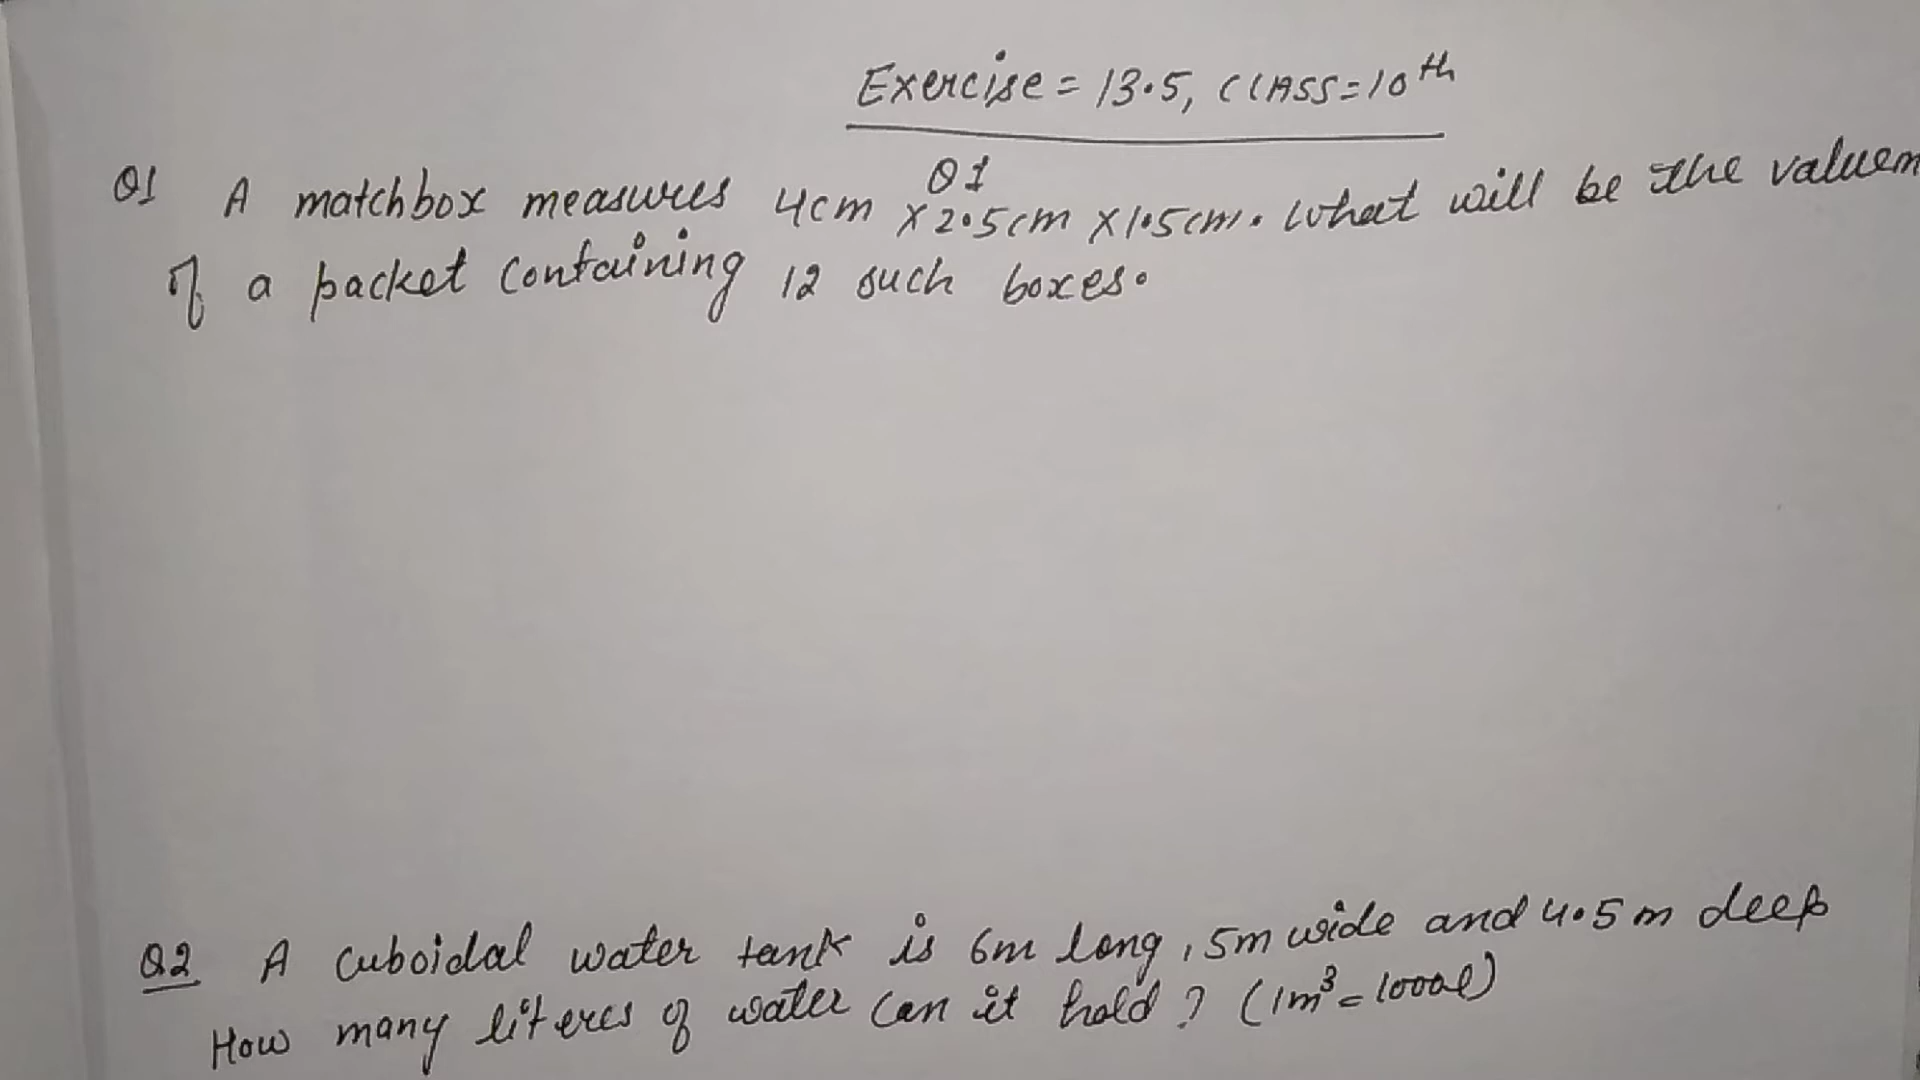 Exercise = 13.5, CLASS = 10th
Q1
Q1 A matchbox measures 4cm x 2.5cm x 1.5cm. What will be the valuem
of a packet containing 12 such boxes.
Q2 A cuboidal water tank is 6m long, 5m wide and 4.5m deep
How many literes of water can it hold? (1m³ = 1000l)